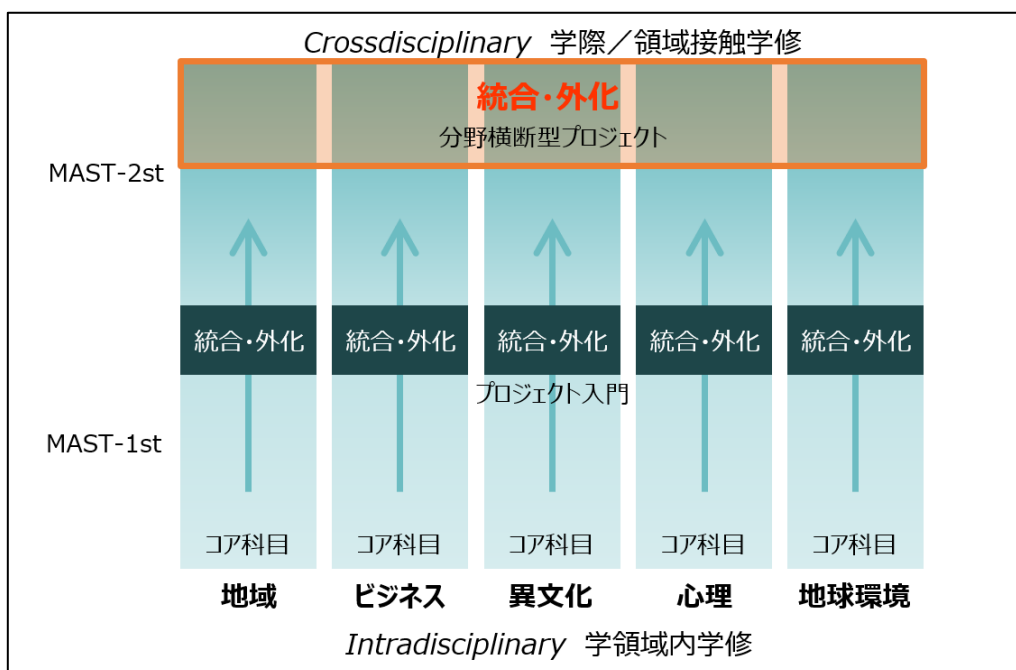 Crossdisciplinary 学際／領域接触学修
統合・外化
分野横断型プロジェクト
MAST-2st
統合・外化 統合・外化 統合・外化 統合・外化 統合・外化
プロジェクト入門
MAST-1st
コア科目 コア科目 コア科目 コア科目 コア科目
地域 ビジネス 異文化 心理 地球環境
Intradisciplinary 学領域内学修